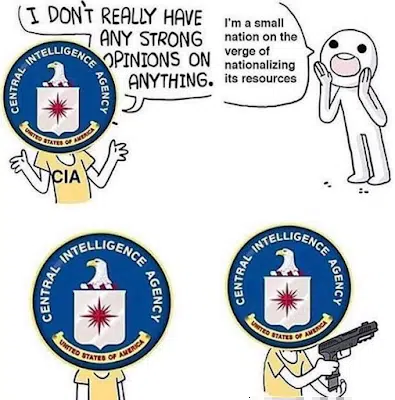 I DON'T REALLY HAVE
ANY STRONG
OPINIONS ON
ANYTHING.
CENTRAL INTELLIGENCE AGENCY
UNITED STATES OF AMERICA
CIA
I'm a small
nation on the
verge of
nationalizing
its resources
CENTRAL INTELLIGENCE AGENCY
UNITED STATES OF AMERICA
CENTRAL INTELLIGENCE AGENCY
UNITED STATES OF AMERICA